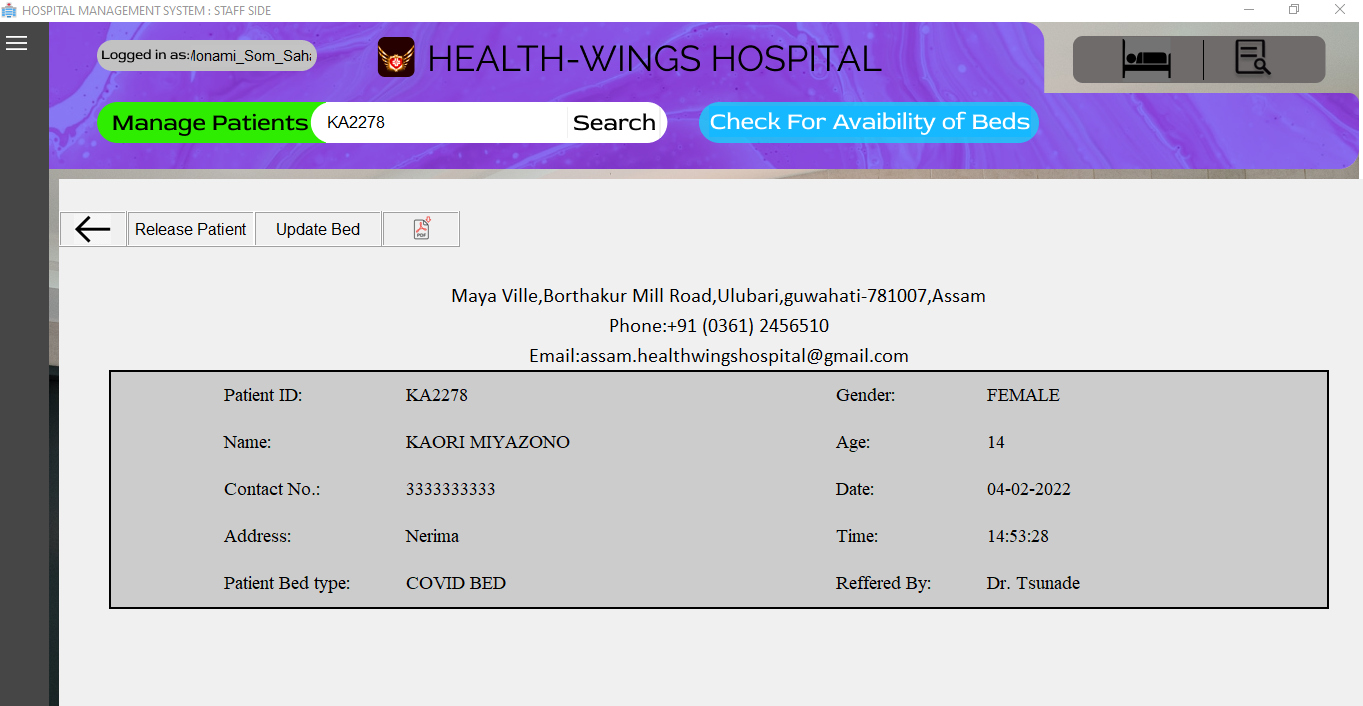 HOSPITAL MANAGEMENT SYSTEM : STAFF SIDE
Logged in as: Monami_Som_Saha
HEALTH-WINGS HOSPITAL
Manage Patients KA2278 Search Check For Avaibility of Beds
Release Patient Update Bed PDF
Maya Ville,Borthakur Mill Road,Ulubari,guwahati-781007,Assam
Phone:+91 (0361) 2456510
Email:assam.healthwingshospital@gmail.com
Patient ID: KA2278 Gender: FEMALE
Name: KAORI MIYAZONO Age: 14
Contact No.: 3333333333 Date: 04-02-2022
Address: Nerima Time: 14:53:28
Patient Bed type: COVID BED Reffered By: Dr. Tsunade